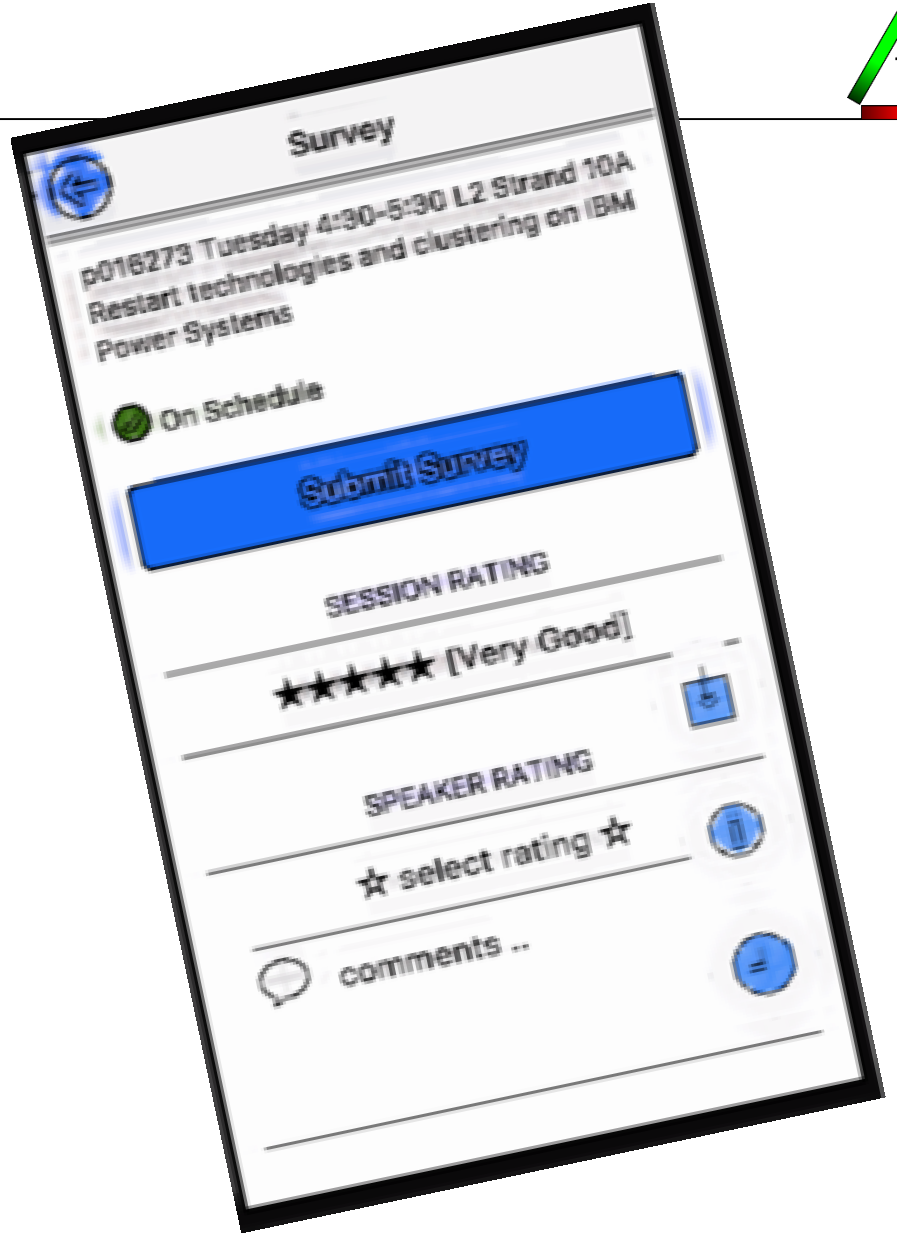 Survey
p016273 Tuesday 4:30-5:30 L2 Strand 10A
Restart technologies and clustering on IBM
Power Systems
On Schedule
Submit Survey
SESSION RATING
★★★★★ [Very Good]
SPEAKER RATING
☆ select rating ☆
comments ..